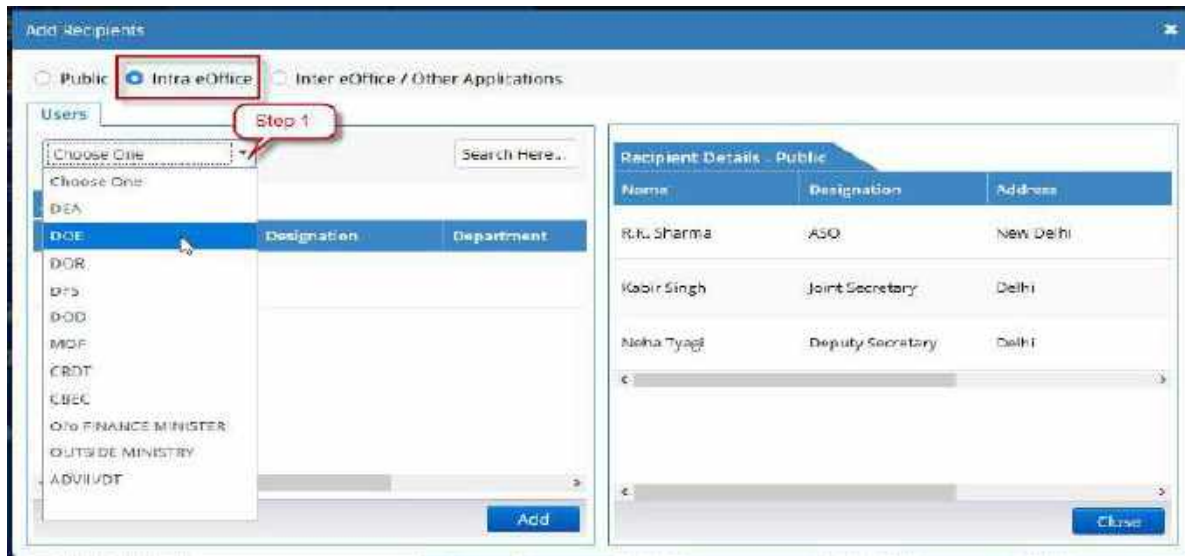 Add Recipients
Public Intra eOffice Inter eOffice / Other Applications
Users
Step 1
Choose One
Search Here...
Choose One
DEA
DOE
DOR
DFS
DOD
MOF
CBDT
CBEC
O/o FINANCE MINISTER
OUTSIDE MINISTRY
Designation Department
Add
Recipient Details - Public
Name Designation Address
R.K. Sharma ASO New Delhi
Kabir Singh Joint Secretary Delhi
Neha Tyagi Deputy Secretary Delhi
Close